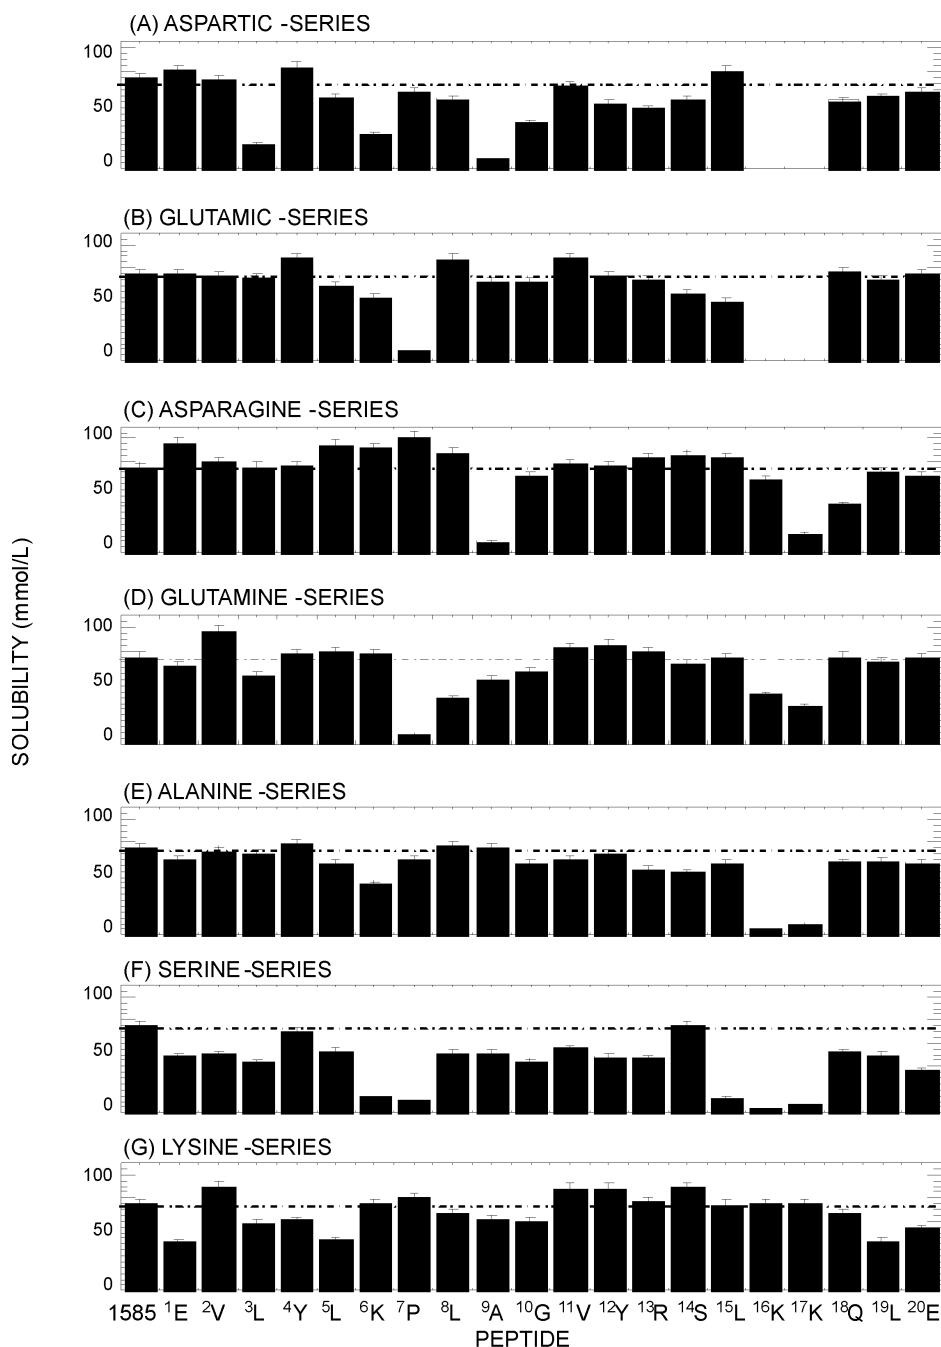 (A) ASPARTIC -SERIES
100
50
0
(B) GLUTAMIC -SERIES
100
50
0
(C) ASPARAGINE -SERIES
100
50
0
(D) GLUTAMINE -SERIES
100
50
0
(E) ALANINE -SERIES
100
50
0
(F) SERINE -SERIES
100
50
0
(G) LYSINE -SERIES
100
50
0
SOLUBILITY (mmol/L)
1585 ¹E ²V ³L ⁴Y ⁵L ⁶K ⁷P ⁸L ⁹A ¹⁰G ¹¹V ¹²Y ¹³R ¹⁴S ¹⁵L ¹⁶K ¹⁷K ¹⁸Q ¹⁹L ²⁰E
PEPTIDE